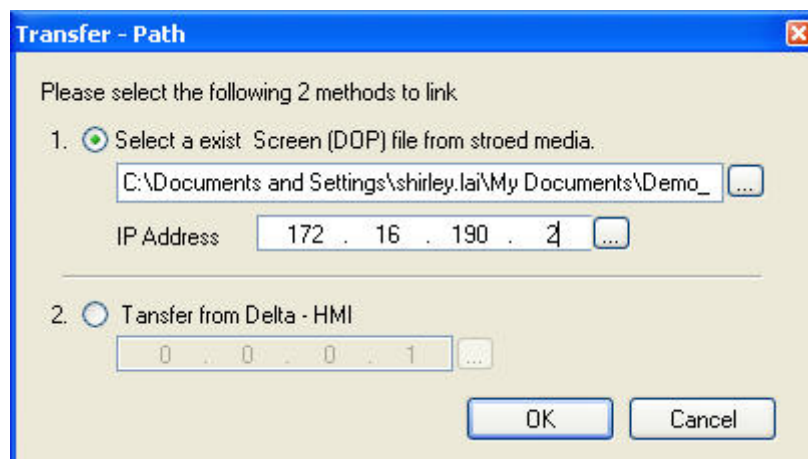 Transfer - Path
Please select the following 2 methods to link
1. Select a exist Screen (DOP) file from stroed media.
C:\Documents and Settings\shirley.lai\My Documents\Demo_ ...
IP Address 172 . 16 . 190 . 2 ...
2. Tansfer from Delta - HMI
0 . 0 . 0 . 1 ...
OK Cancel